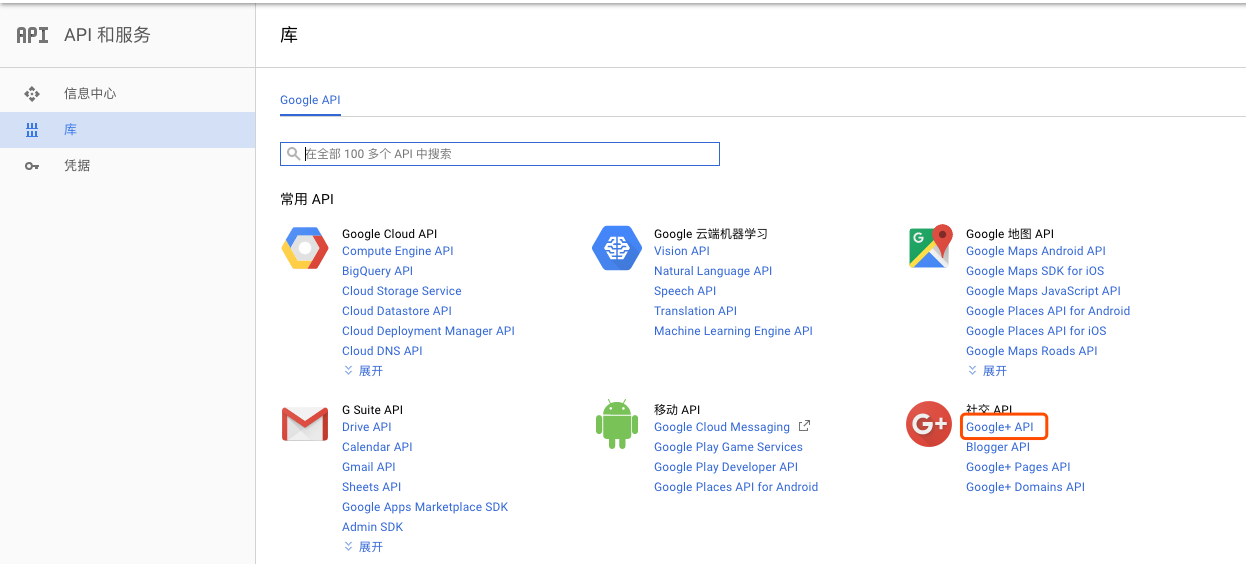 API API 和服务
库
信息中心
库
凭据
Google API
在全部 100 多个 API 中搜索
常用 API
Google Cloud API
Compute Engine API
BigQuery API
Cloud Storage Service
Cloud Datastore API
Cloud Deployment Manager API
Cloud DNS API
展开
Google 云端机器学习
Vision API
Natural Language API
Speech API
Translation API
Machine Learning Engine API
G
Google 地图 API
Google Maps Android API
Google Maps SDK for iOS
Google Maps JavaScript API
Google Places API for Android
Google Places API for iOS
Google Maps Roads API
展开
G Suite API
Drive API
Calendar API
Gmail API
Sheets API
Google Apps Marketplace SDK
Admin SDK
展开
移动 API
Google Cloud Messaging
Google Play Game Services
Google Play Developer API
Google Places API for Android
G+
社交 API
Google+ API
Blogger API
Google+ Pages API
Google+ Domains API